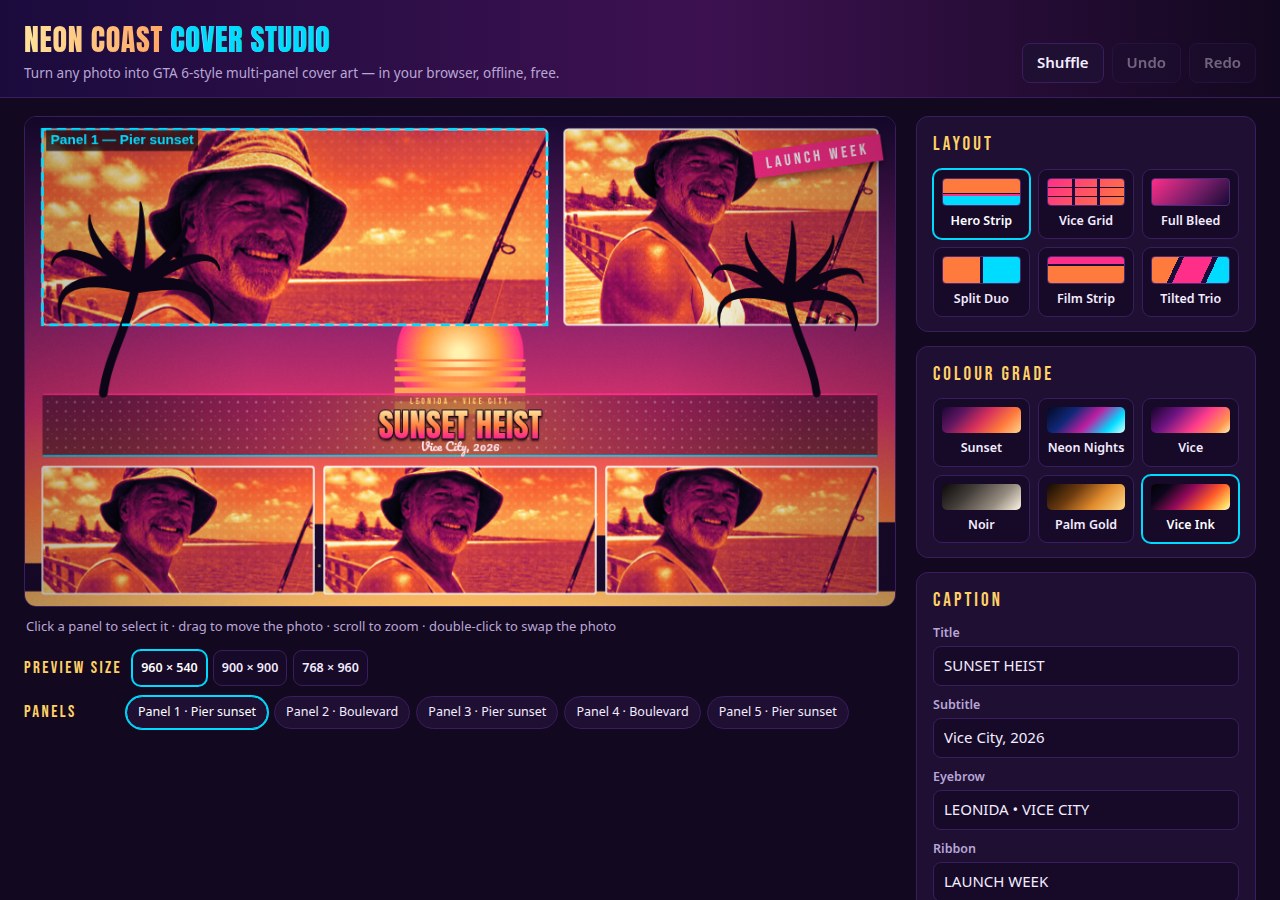 NEON COAST COVER STUDIO
Turn any photo into GTA 6-style multi-panel cover art — in your browser, offline, free.
Shuffle
Undo
Redo
Panel 1 — Pier sunset
LAUNCH WEEK
LEONIDA • VICE CITY
SUNSET HEIST
Vice City, 2026
Click a panel to select it · drag to move the photo · scroll to zoom · double-click to swap the photo
PREVIEW SIZE
960 × 540
900 × 900
768 × 960
PANELS
Panel 1 · Pier sunset
Panel 2 · Boulevard
Panel 3 · Pier sunset
Panel 4 · Boulevard
Panel 5 · Pier sunset
LAYOUT
Hero Strip
Vice Grid
Full Bleed
Split Duo
Film Strip
Tilted Trio
COLOUR GRADE
Sunset
Neon Nights
Vice
Noir
Palm Gold
Vice Ink
CAPTION
Title
SUNSET HEIST
Subtitle
Vice City, 2026
Eyebrow
LEONIDA • VICE CITY
Ribbon
LAUNCH WEEK